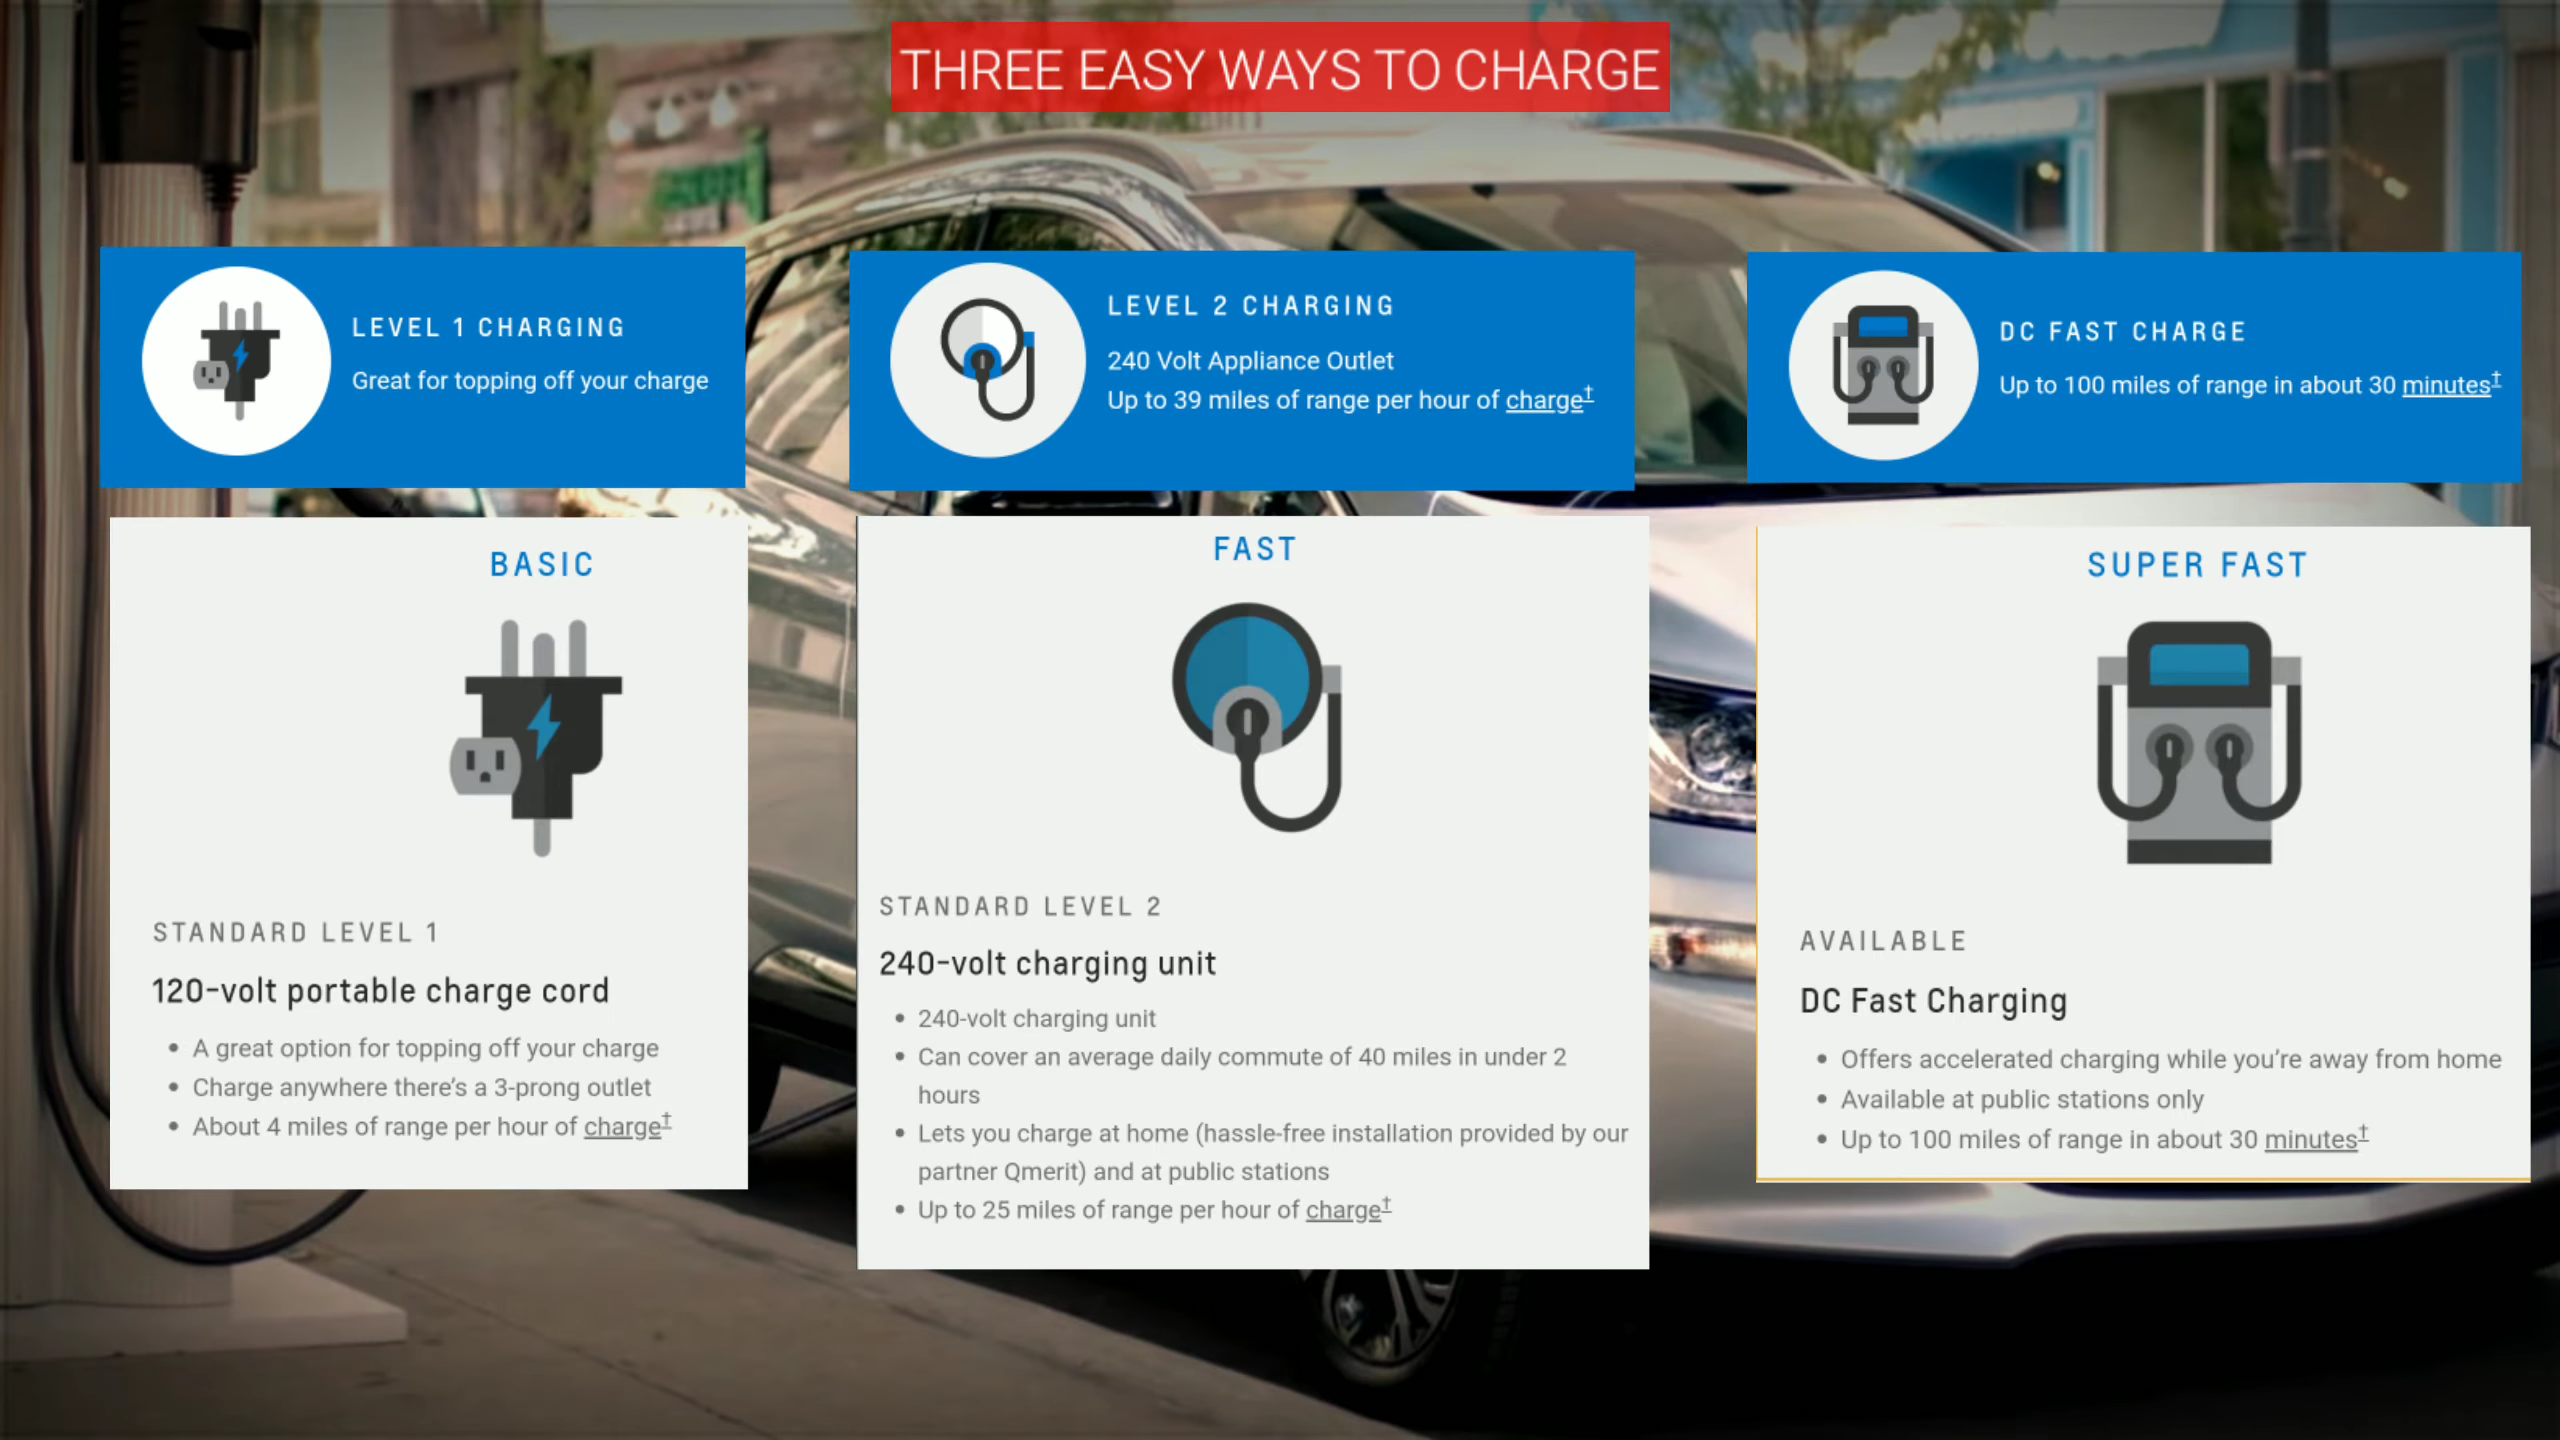 THREE EASY WAYS TO CHARGE
LEVEL 1 CHARGING
Great for topping off your charge
LEVEL 2 CHARGING
240 Volt Appliance Outlet
Up to 39 miles of range per hour of charge†
DC FAST CHARGE
Up to 100 miles of range in about 30 minutes†
BASIC
STANDARD LEVEL 1
120-volt portable charge cord
• A great option for topping off your charge
• Charge anywhere there's a 3-prong outlet
• About 4 miles of range per hour of charge†
FAST
STANDARD LEVEL 2
240-volt charging unit
• 240-volt charging unit
• Can cover an average daily commute of 40 miles in under 2
hours
• Lets you charge at home (hassle-free installation provided by our
partner Qmerit) and at public stations
• Up to 25 miles of range per hour of charge†
SUPER FAST
AVAILABLE
DC Fast Charging
• Offers accelerated charging while you're away from home
• Available at public stations only
• Up to 100 miles of range in about 30 minutes†